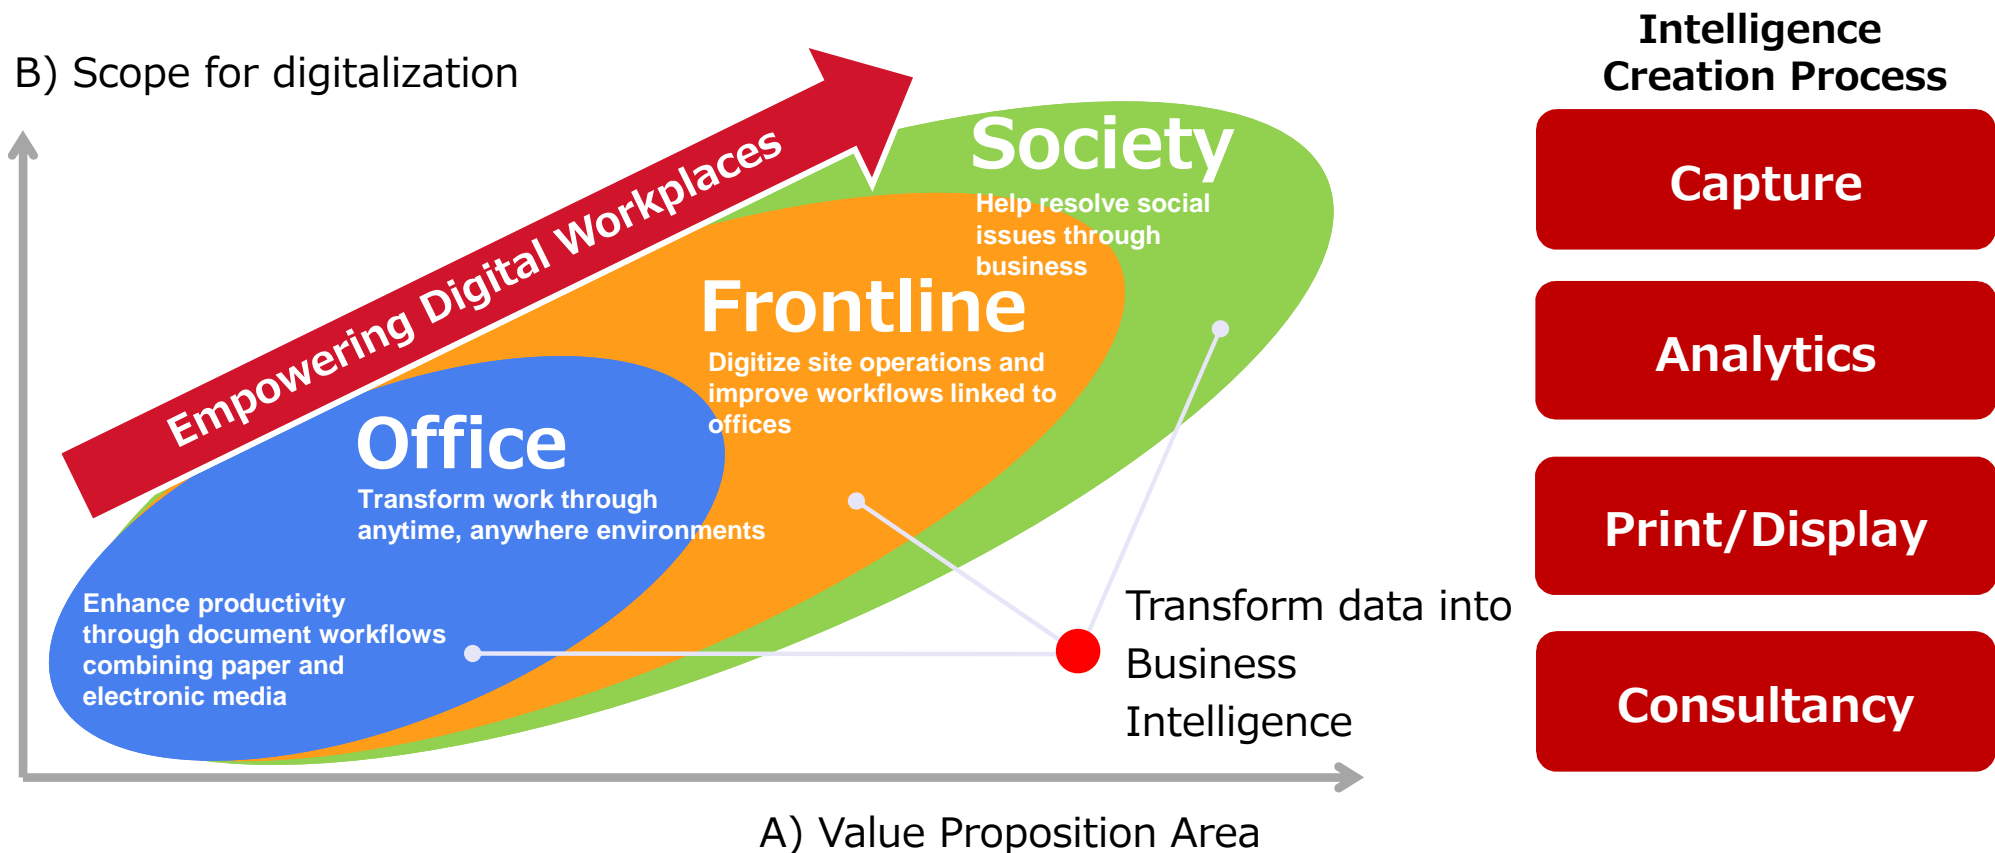 Intelligence
Creation Process
B) Scope for digitalization
Empowering Digital Workplaces
Society
Help resolve social
issues through
business
Frontline
Digitize site operations and
improve workflows linked to
offices
Office
Transform work through
anytime, anywhere environments
Enhance productivity
through document workflows
combining paper and
electronic media
Transform data into
Business
Intelligence
A) Value Proposition Area
Capture
Analytics
Print/Display
Consultancy